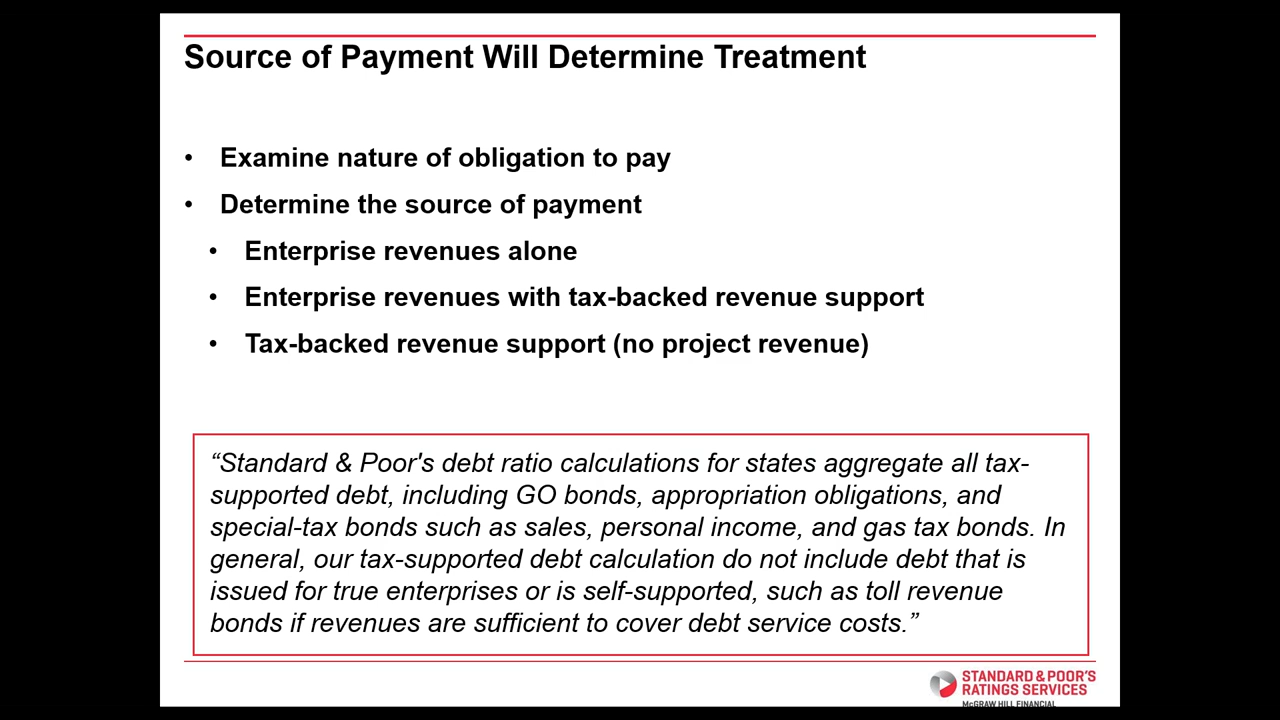 Source of Payment Will Determine Treatment
• Examine nature of obligation to pay
• Determine the source of payment
• Enterprise revenues alone
• Enterprise revenues with tax-backed revenue support
• Tax-backed revenue support (no project revenue)
“Standard & Poor's debt ratio calculations for states aggregate all tax-
supported debt, including GO bonds, appropriation obligations, and
special-tax bonds such as sales, personal income, and gas tax bonds. In
general, our tax-supported debt calculation do not include debt that is
issued for true enterprises or is self-supported, such as toll revenue
bonds if revenues are sufficient to cover debt service costs.”
STANDARD & POOR'S
RATINGS SERVICES
McGRAW HILL FINANCIAL